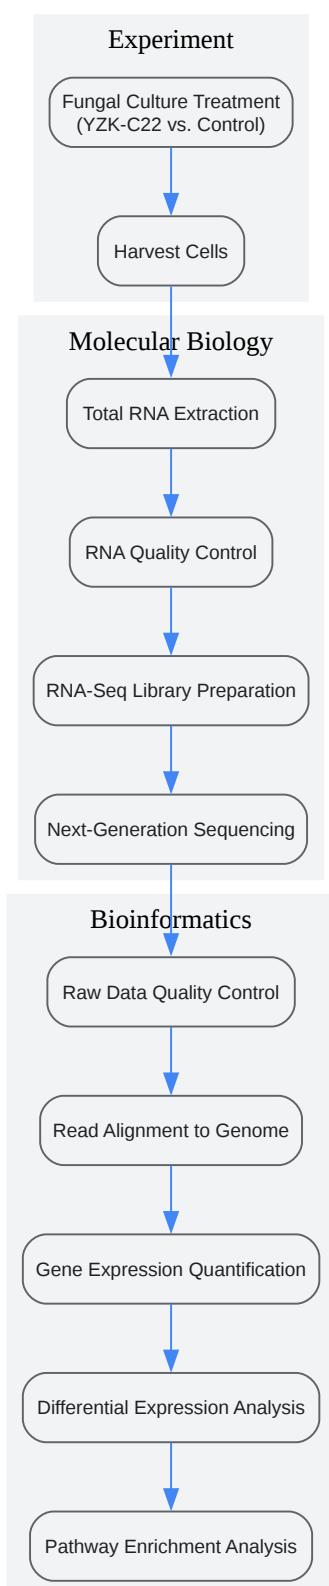 Experiment
Fungal Culture Treatment
(YZK-C22 vs. Control)
Harvest Cells
Molecular Biology
Total RNA Extraction
RNA Quality Control
RNA-Seq Library Preparation
Next-Generation Sequencing
Bioinformatics
Raw Data Quality Control
Read Alignment to Genome
Gene Expression Quantification
Differential Expression Analysis
Pathway Enrichment Analysis